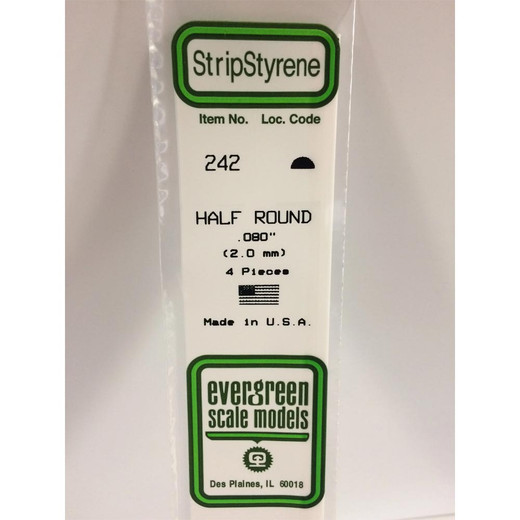 StripStyrene
Item No. Loc. Code
242
HALF ROUND
.080"
(2.0 mm)
4 Pieces
Made in U.S.A.
evergreen
scale models
Des Plaines, IL 60018